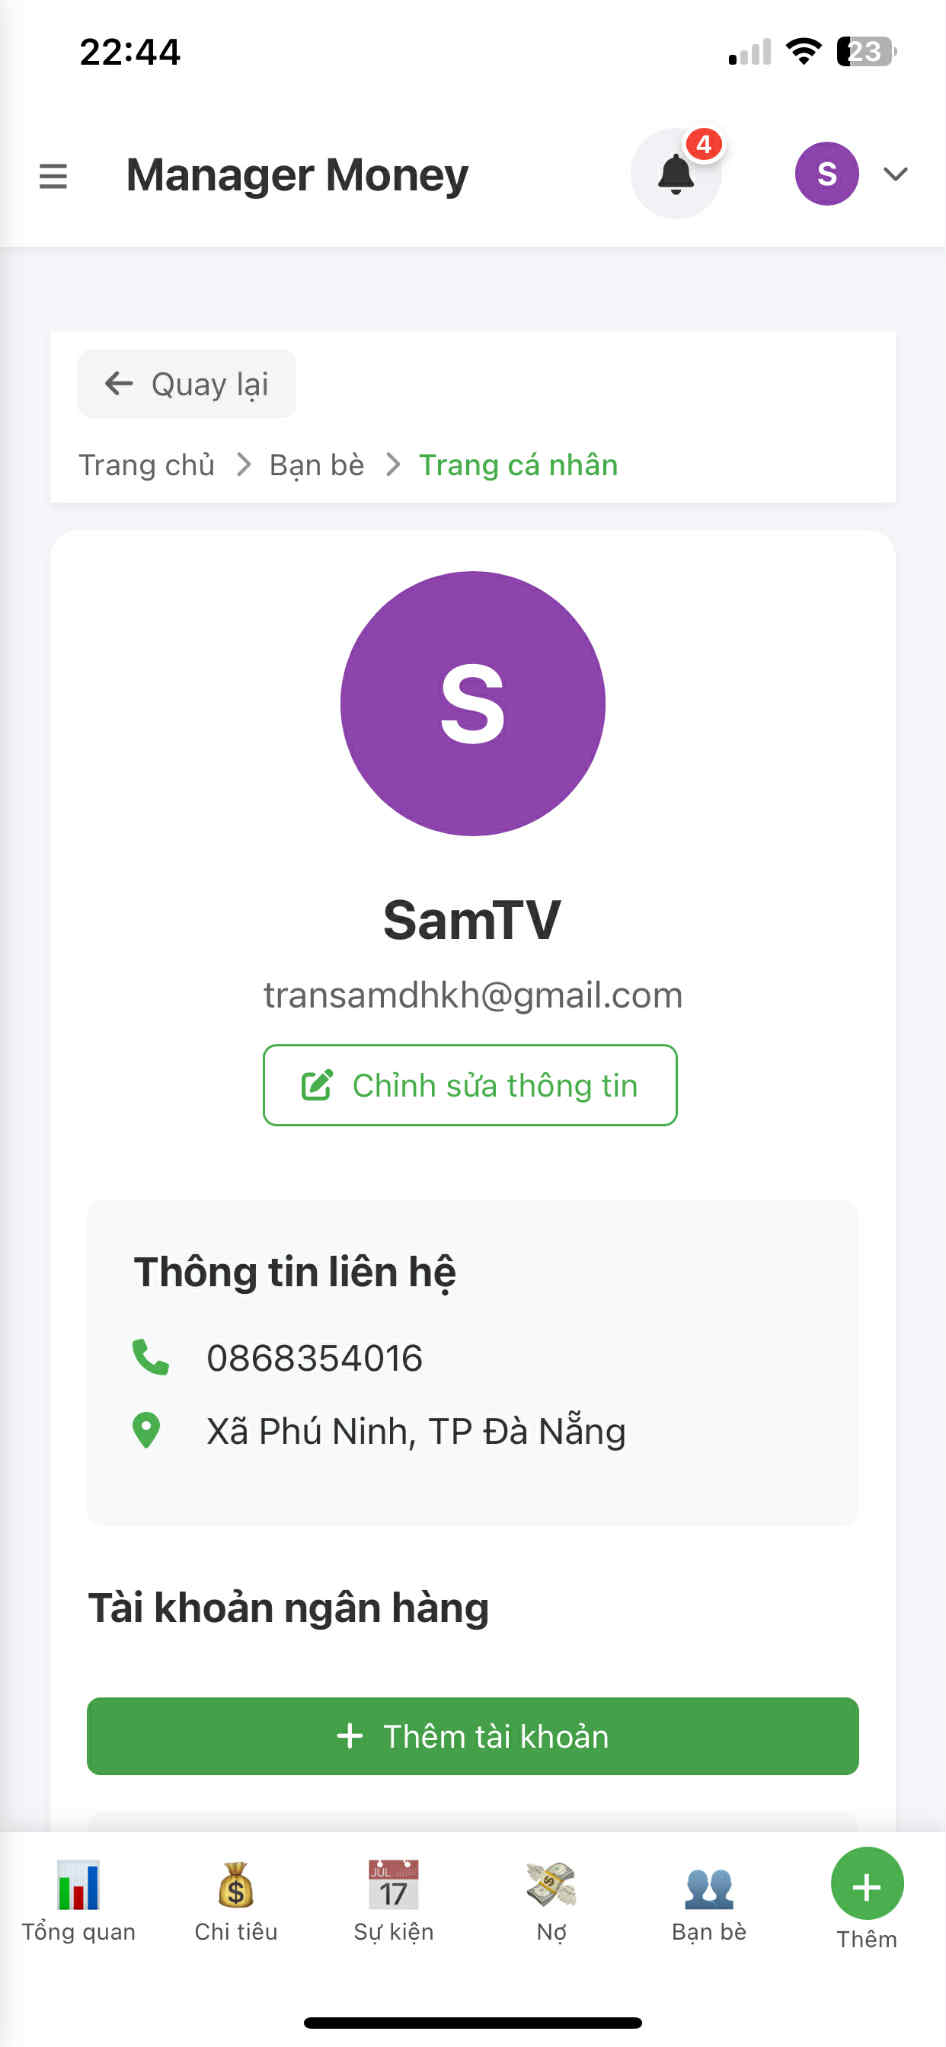 22:44
23
Manager Money
4
S
Quay lại
Trang chủ > Bạn bè > Trang cá nhân
S
SamTV
transamdhkh@gmail.com
Chỉnh sửa thông tin
Thông tin liên hệ
0868354016
Xã Phú Ninh, TP Đà Nẵng
Tài khoản ngân hàng
+ Thêm tài khoản
JUL
17
Tổng quan
Chi tiêu
Sự kiện
Nợ
Bạn bè
Thêm